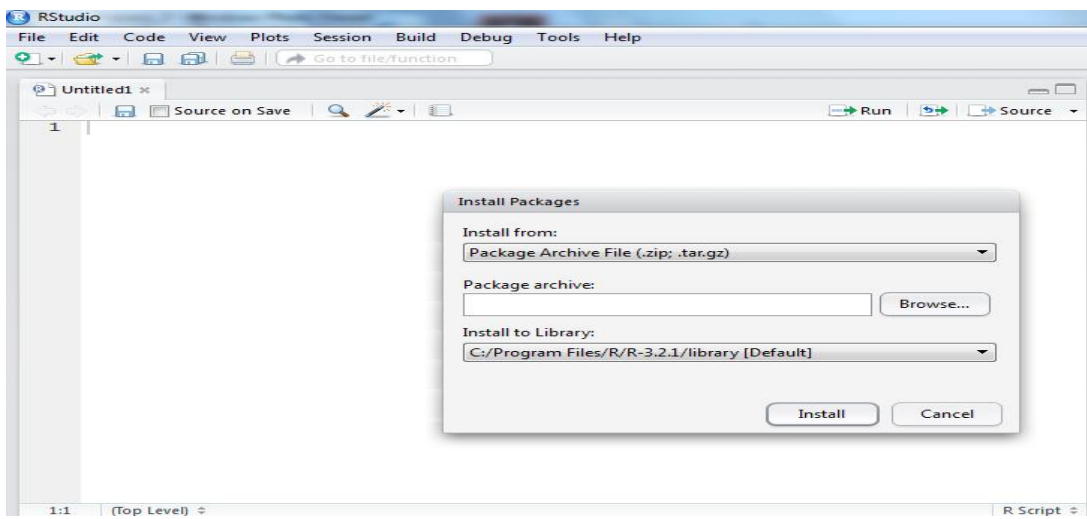 RStudio
File Edit Code View Plots Session Build Debug Tools Help
Go to file/function
Untitled1
Source on Save Run Source
1
Install Packages
Install from:
Package Archive File (.zip; .tar.gz)
Package archive:
Browse...
Install to Library:
C:/Program Files/R/R-3.2.1/library [Default]
Install Cancel
1:1 (Top Level) R Script